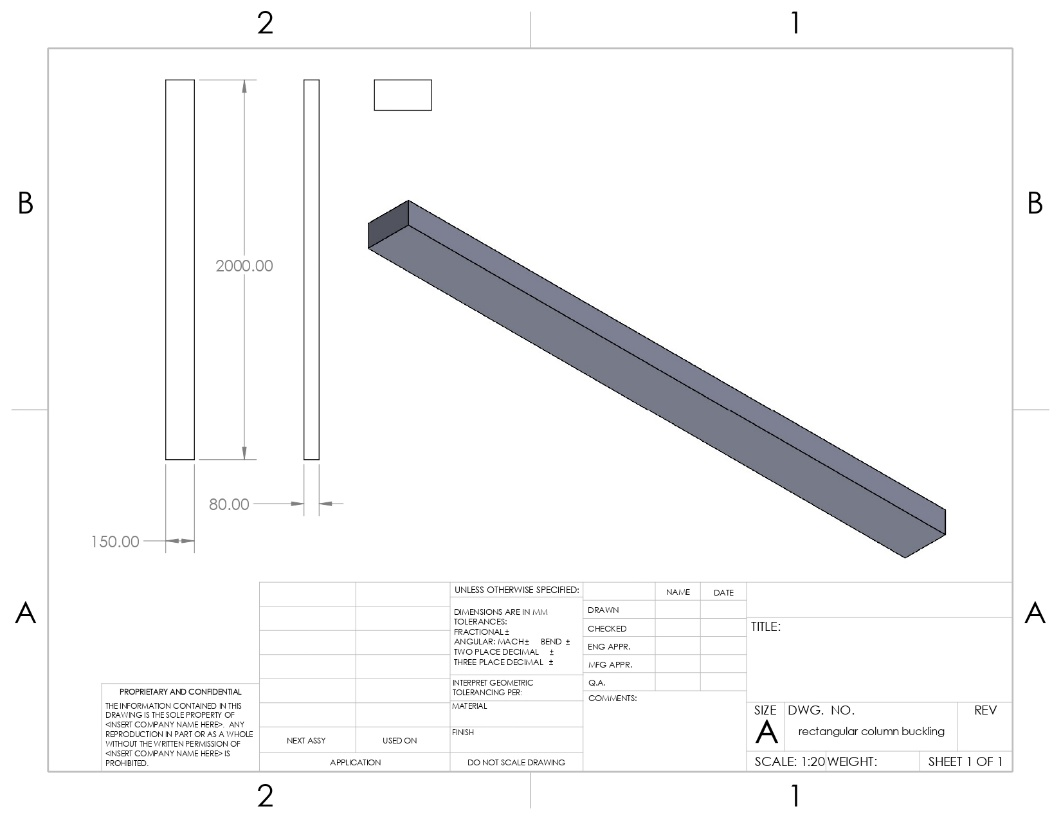 2 1
B B
2000.00
80.00
150.00
A A
UNLESS OTHERWISE SPECIFIED:
DIMENSIONS ARE IN MM
TOLERANCES:
FRACTIONAL±
ANGULAR: MACH± BEND ±
TWO PLACE DECIMAL ±
THREE PLACE DECIMAL ±
INTERPRET GEOMETRIC
TOLERANCING PER:
MATERIAL
FINISH
DO NOT SCALE DRAWING
NAME DATE
DRAWN
CHECKED
ENG APPR.
MFG APPR.
Q.A.
COMMENTS:
TITLE:
SIZE DWG. NO. REV
A rectangular column buckling
SCALE: 1:20 WEIGHT: SHEET 1 OF 1
PROPRIETARY AND CONFIDENTIAL
THE INFORMATION CONTAINED IN THIS
DRAWING IS THE SOLE PROPERTY OF
<INSERT COMPANY NAME HERE>. ANY
REPRODUCTION IN PART OR AS A WHOLE
WITHOUT THE WRITTEN PERMISSION OF
<INSERT COMPANY NAME HERE> IS
PROHIBITED.
NEXT ASSY USED ON
APPLICATION
2 1